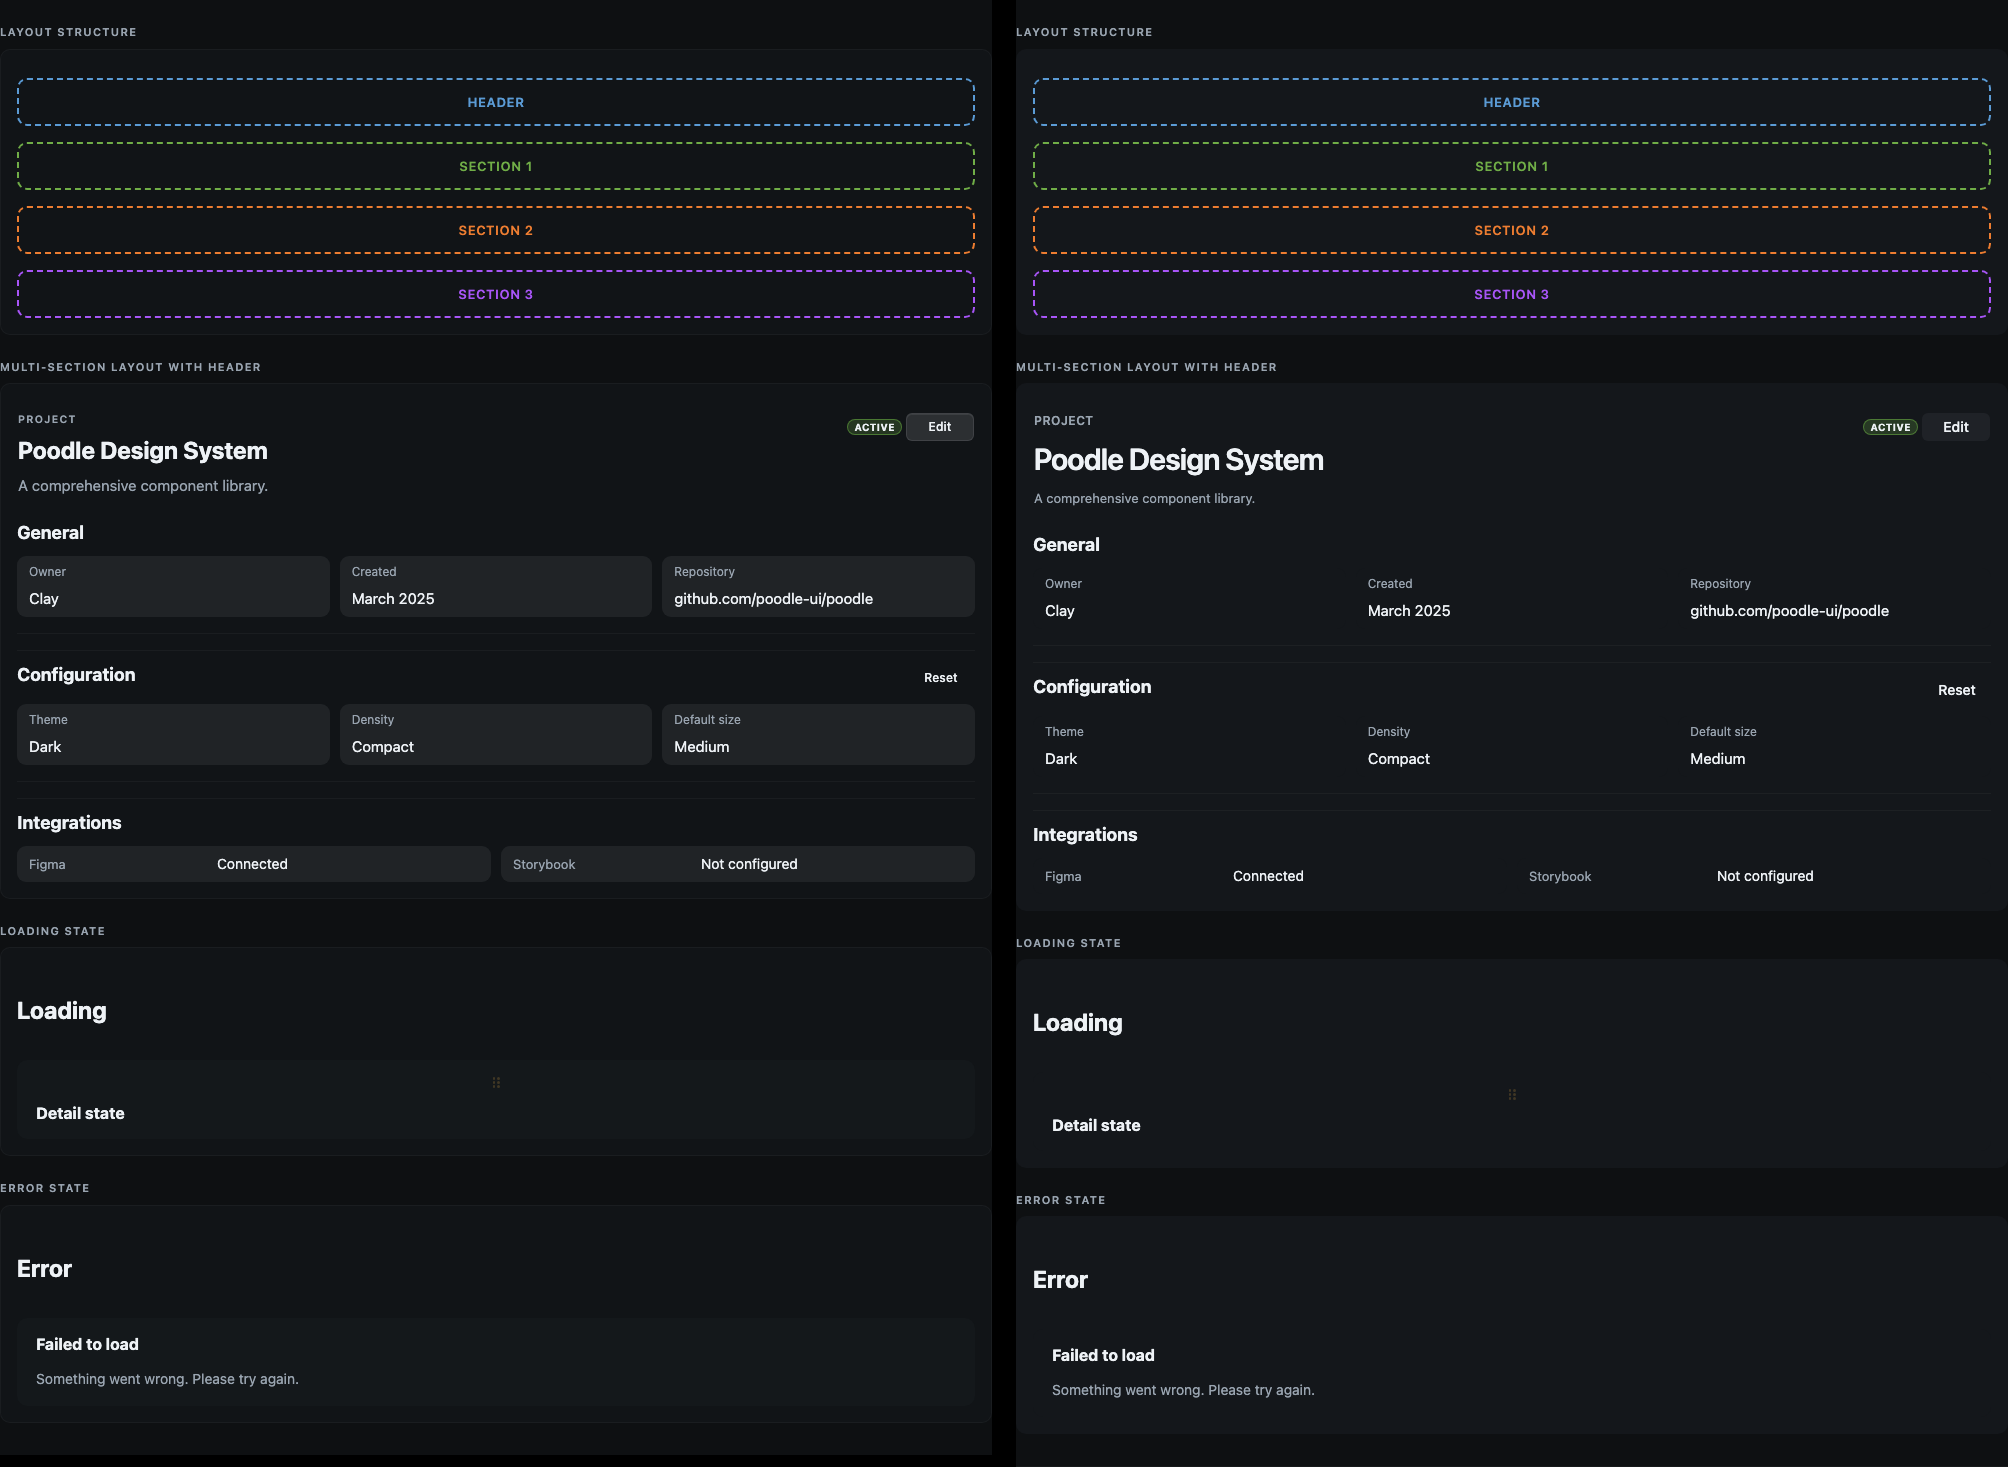 LAYOUT STRUCTURE
HEADER
SECTION 1
SECTION 2
SECTION 3
MULTI-SECTION LAYOUT WITH HEADER
PROJECT
ACTIVE
Edit
Poodle Design System
A comprehensive component library.
General
Owner
Created
Repository
Clay
March 2025
github.com/poodle-ui/poodle
Configuration
Reset
Theme
Density
Default size
Dark
Compact
Medium
Integrations
Figma
Connected
Storybook
Not configured
LOADING STATE
Loading
Detail state
ERROR STATE
Error
Failed to load
Something went wrong. Please try again.
LAYOUT STRUCTURE
HEADER
SECTION 1
SECTION 2
SECTION 3
MULTI-SECTION LAYOUT WITH HEADER
PROJECT
ACTIVE
Edit
Poodle Design System
A comprehensive component library.
General
Owner
Created
Repository
Clay
March 2025
github.com/poodle-ui/poodle
Configuration
Reset
Theme
Density
Default size
Dark
Compact
Medium
Integrations
Figma
Connected
Storybook
Not configured
LOADING STATE
Loading
Detail state
ERROR STATE
Error
Failed to load
Something went wrong. Please try again.